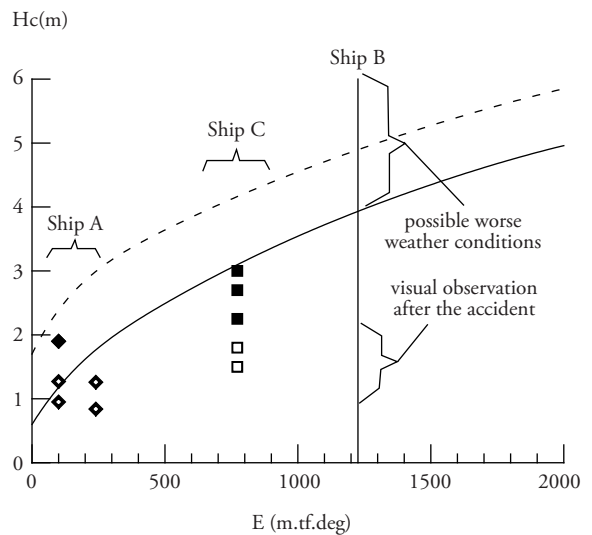 Hc(m)
Ship B
6
5
Ship C
4
Ship A
possible worse
weather conditions
3
visual observation
after the accident
2
1
0
0 500 1000 1500 2000
E (m.tf.deg)